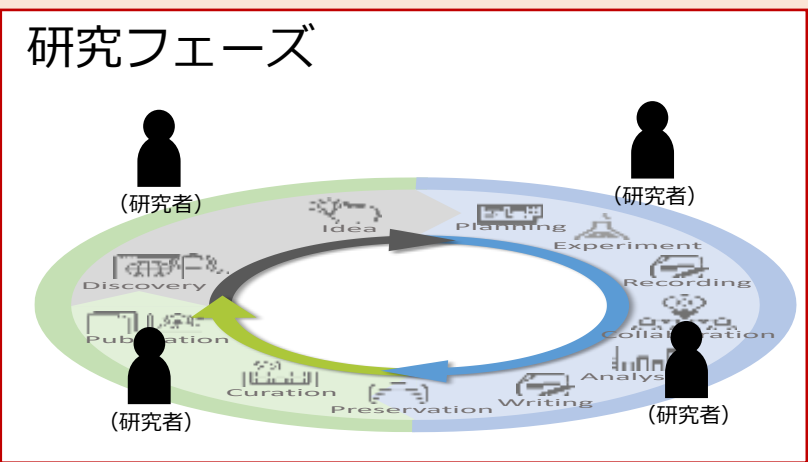 研究フェーズ
（研究者）
（研究者）
Idea
Planning
Experiment
Discovery
Recording
Collaboration
Publication
Analysis
Curation
Preservation
Writing
（研究者）
（研究者）